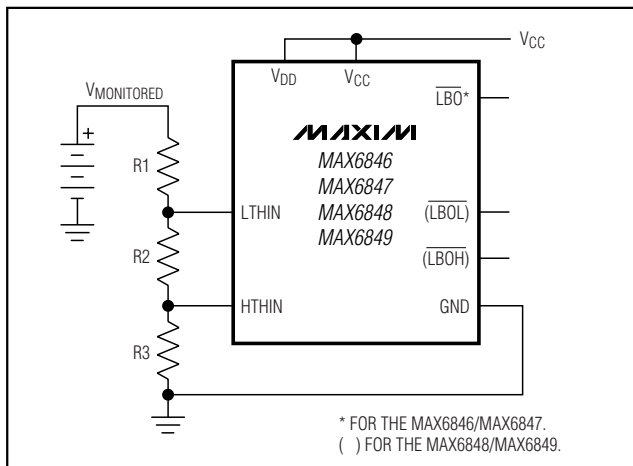 VCC
VDD
VCC
VMONITORED
LBO*
+
MAXIM
R1
MAX6846
MAX6847
LTHIN
MAX6848
(LBOL)
MAX6849
R2
(LBOH)
HTHIN
GND
R3
* FOR THE MAX6846/MAX6847.
( ) FOR THE MAX6848/MAX6849.